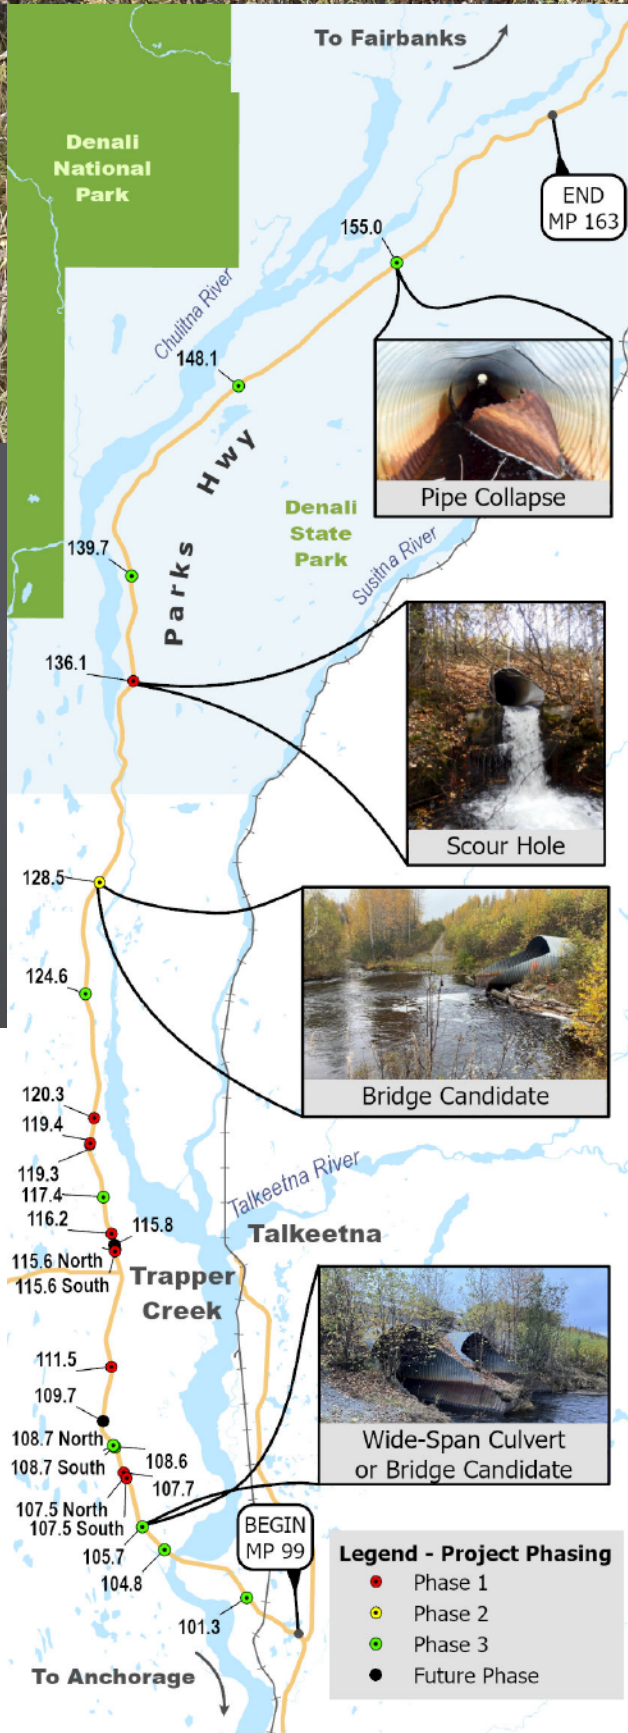 To Fairbanks
Denali
National
Park
END
MP 163
155.0
Chulitna River
148.1
Pipe Collapse
Parks Hwy
Denali
State
Park
139.7
Susitna River
136.1
Scour Hole
128.5
124.6
Bridge Candidate
120.3
119.4
119.3
117.4
116.2
115.8
115.6 North
115.6 South
Talkeetna River
Talkeetna
Trapper
Creek
111.5
109.7
108.7 North
108.7 South
108.6
107.7
107.5 North
107.5 South
Wide-Span Culvert
or Bridge Candidate
105.7
104.8
BEGIN
MP 99
101.3
To Anchorage
Legend - Project Phasing
Phase 1
Phase 2
Phase 3
Future Phase